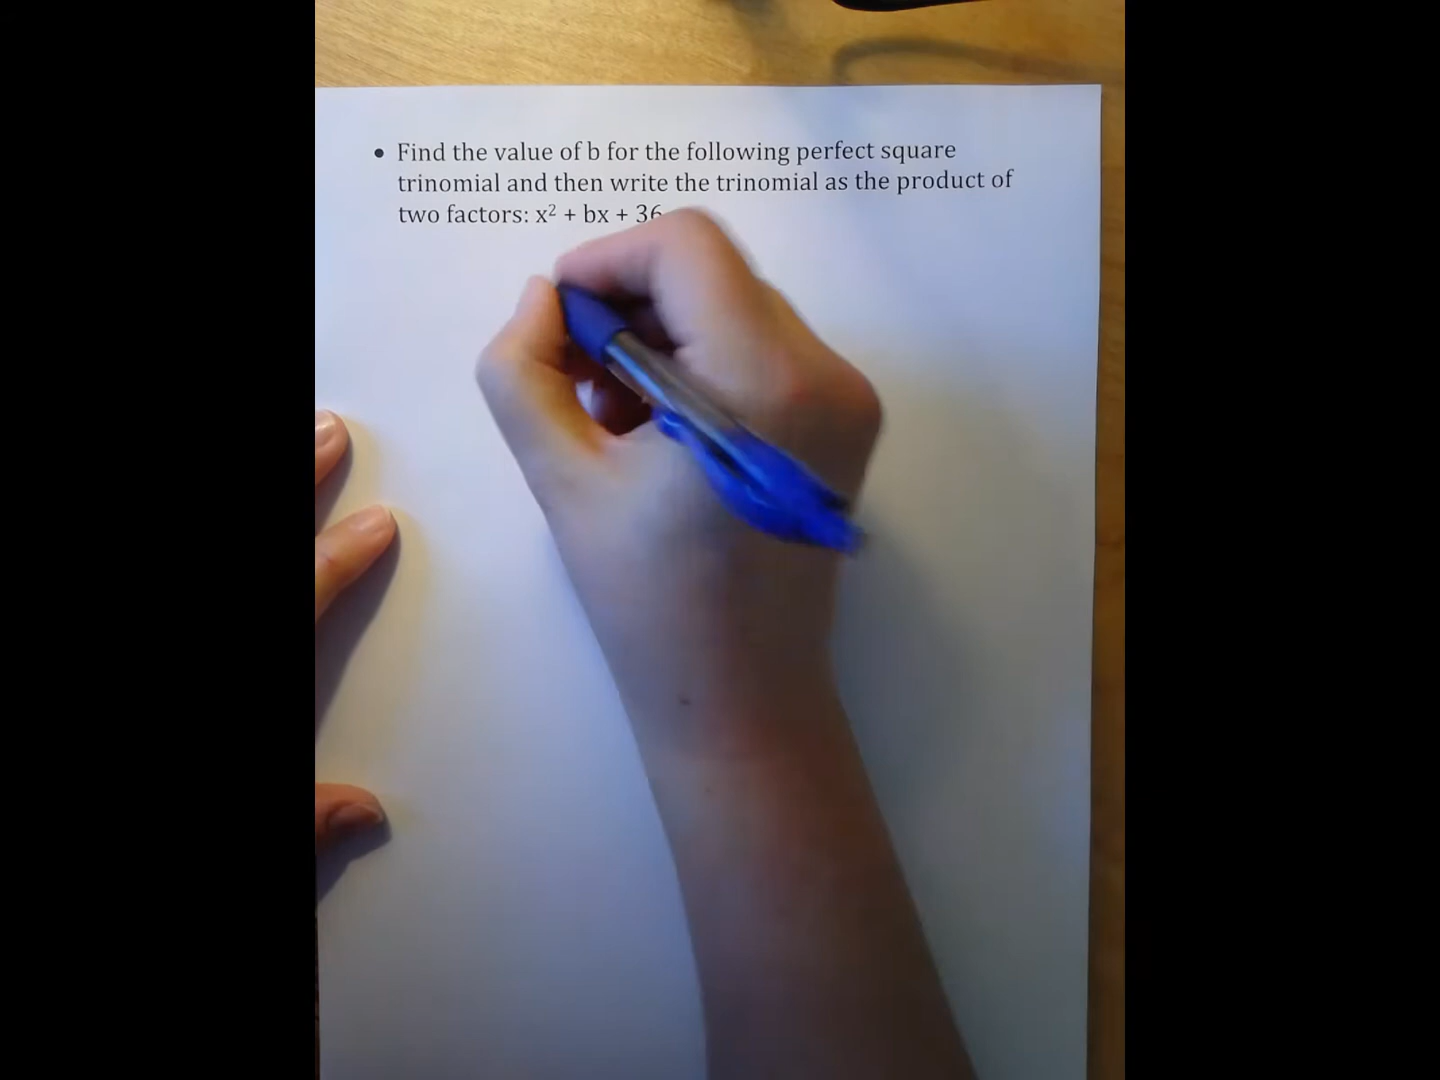 • Find the value of b for the following perfect square
trinomial and then write the trinomial as the product of
two factors: x² + bx + 36